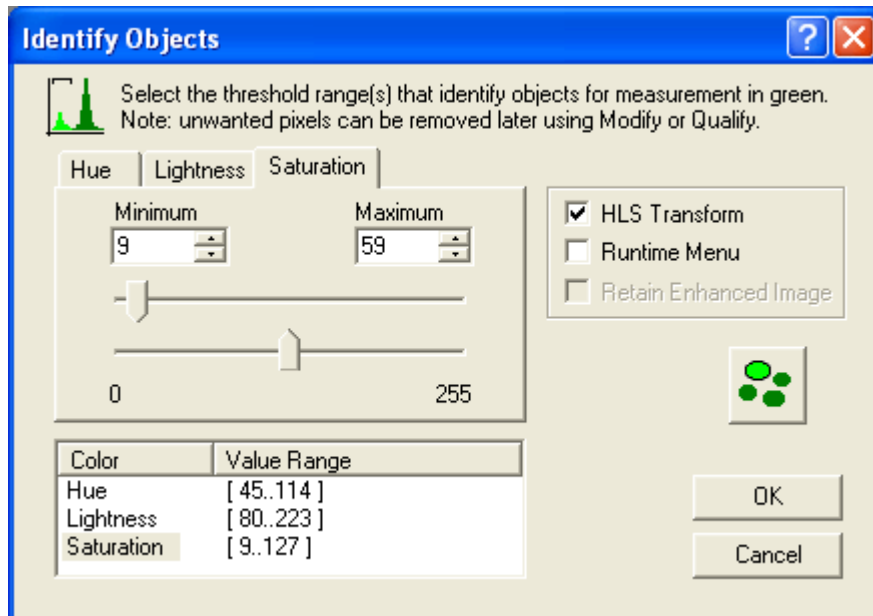 Identify Objects
Select the threshold range(s) that identify objects for measurement in green.
Note: unwanted pixels can be removed later using Modify or Qualify.
Hue Lightness Saturation
Minimum Maximum
9 59
0 255
HLS Transform
Runtime Menu
Retain Enhanced Image
Color Value Range
Hue [ 45..114 ]
Lightness [ 80..223 ]
Saturation [ 9..127 ]
OK
Cancel